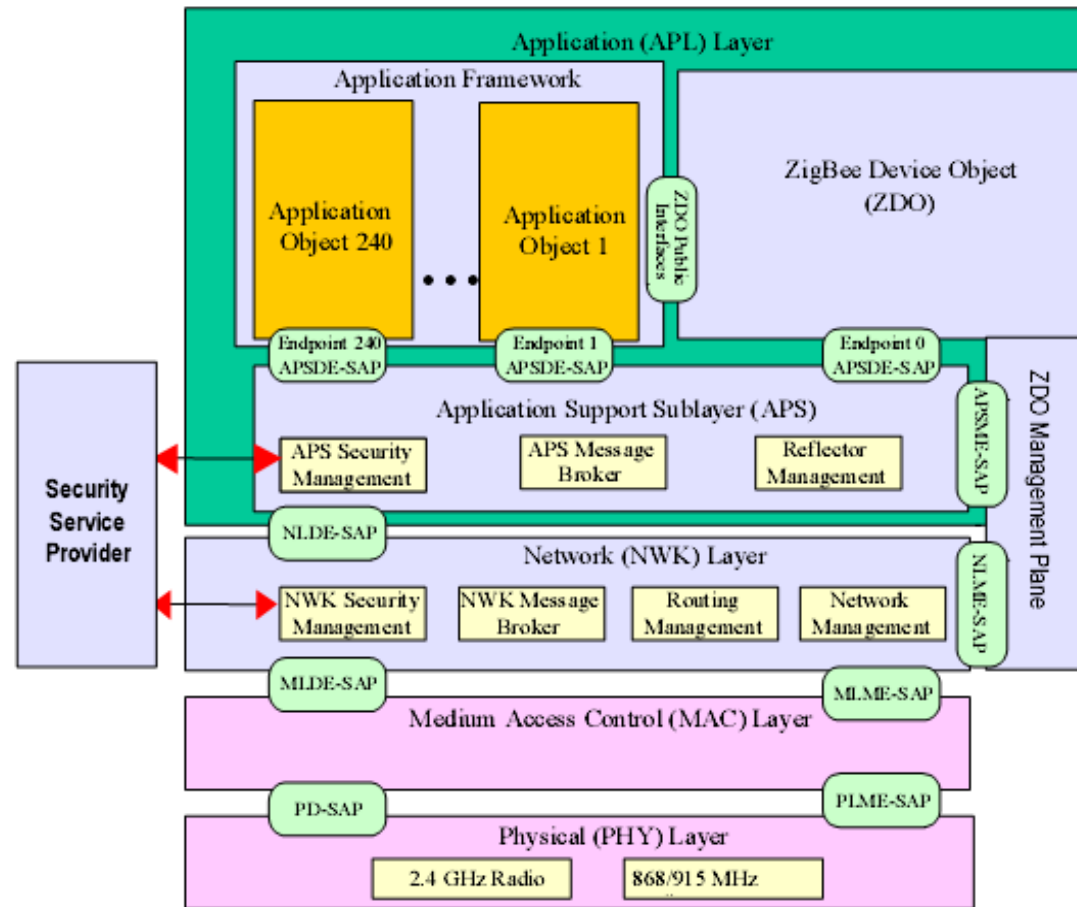 Application (APL) Layer
Application Framework
Application
Object 240
Application
Object 1
ZDO Public
Interfaces
ZigBee Device Object
(ZDO)
Endpoint 240
APSDE-SAP
Endpoint 1
APSDE-SAP
Endpoint 0
APSDE-SAP
Application Support Sublayer (APS)
APS Security
Management
APS Message
Broker
Reflector
Management
APSME-SAP
ZDO Management Plane
Security
Service
Provider
NLDE-SAP
Network (NWK) Layer
NWK Security
Management
NWK Message
Broker
Routing
Management
Network
Management
NLME-SAP
MLDE-SAP
MLME-SAP
Medium Access Control (MAC) Layer
PD-SAP
PLME-SAP
Physical (PHY) Layer
2.4 GHz Radio
868/915 MHz